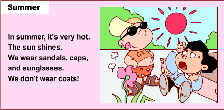 Summer
In summer, it's very hot.
The sun shines.
We wear sandals, caps,
and sunglasses.
We don't wear coats!